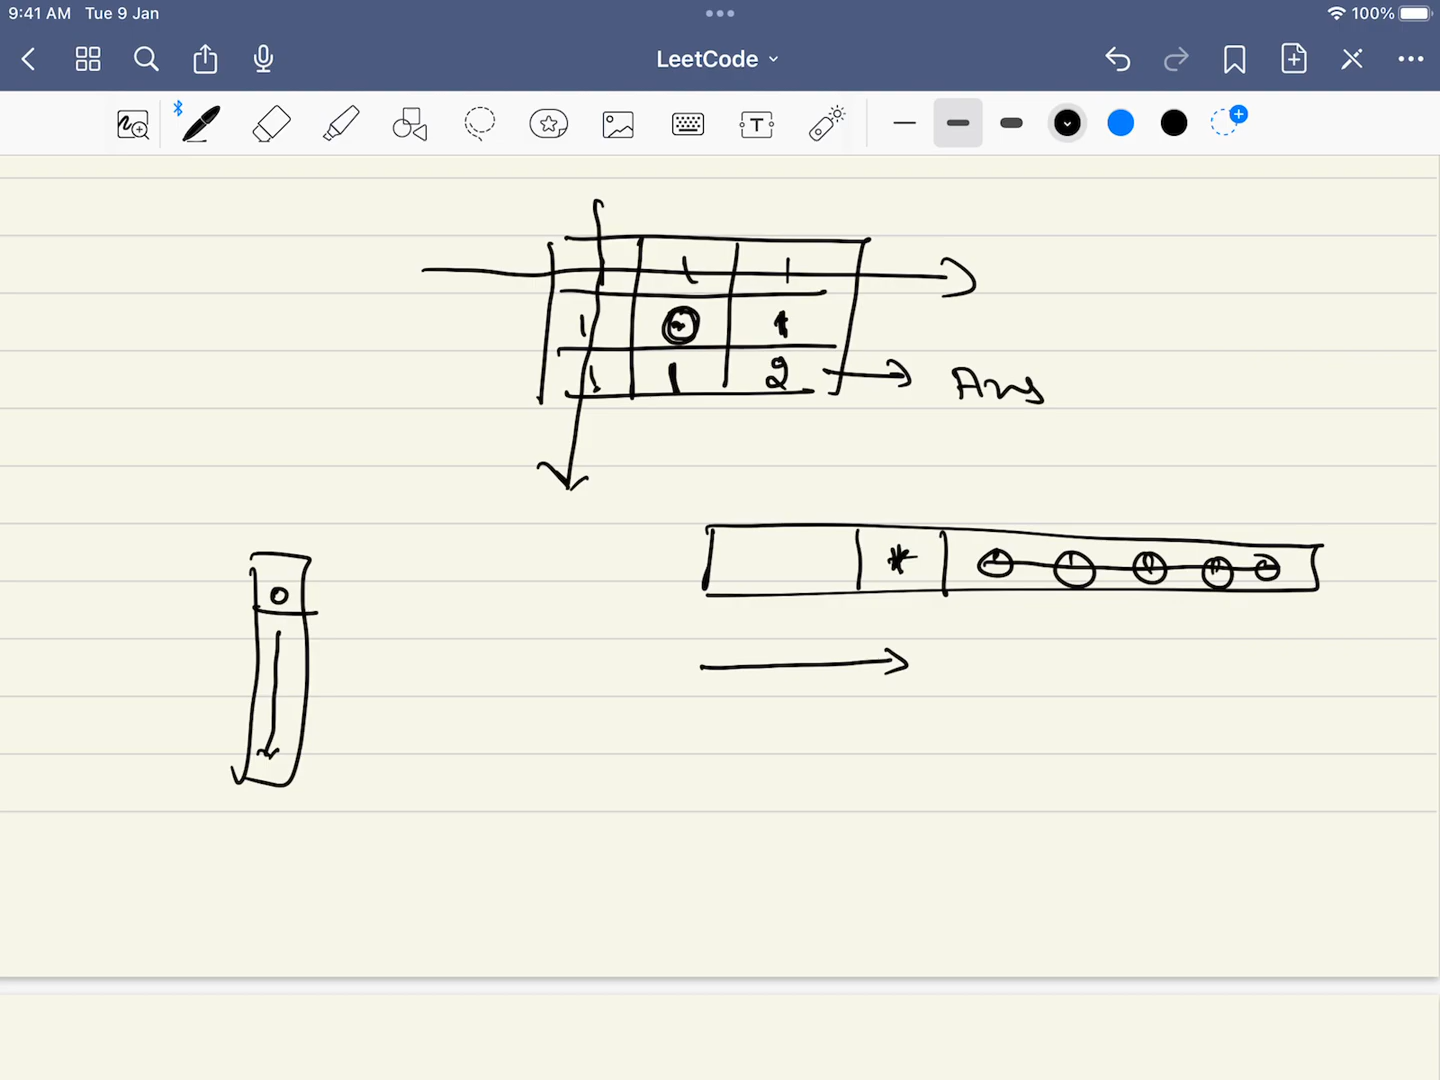 9:41 AM Tue 9 Jan 100%
LeetCode
T
1 1
1 0 1
1 1 2 Ans
0
*